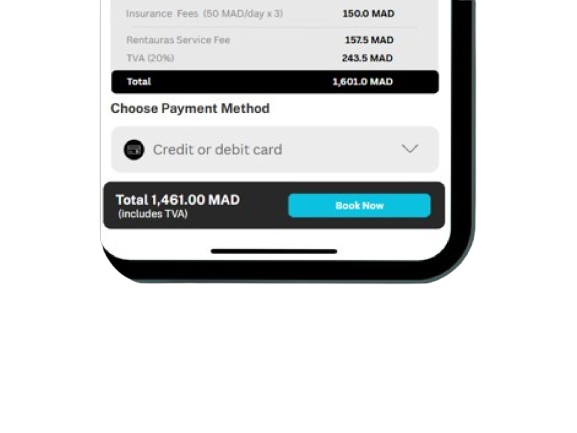 Insurance Fees (50 MAD/day x 3) 150.0 MAD
Rentauras Service Fee 157.5 MAD
TVA (20%) 243.5 MAD
Total 1,601.0 MAD
Choose Payment Method
Credit or debit card
Total 1,461.00 MAD
(includes TVA)
Book Now